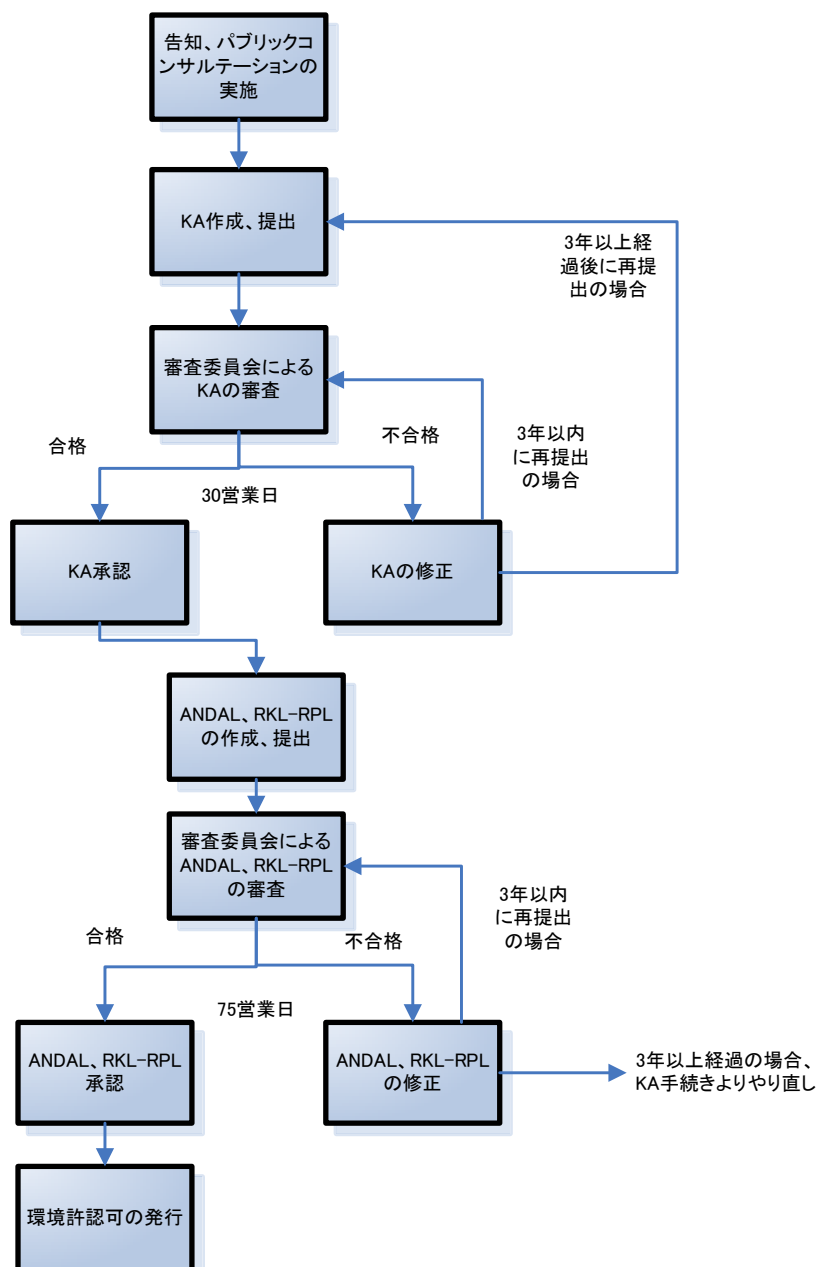 告知、パブリックコ
ンサルテーションの
実施
KA作成、提出
3年以上経
過後に再提
出の場合
審査委員会による
KAの審査
合格
不合格
3年以内
に再提出
の場合
30営業日
KA承認
KAの修正
ANDAL、RKL-RPL
の作成、提出
審査委員会による
ANDAL、RKL-RPL
の審査
3年以内
に再提出
の場合
合格
不合格
75営業日
ANDAL、RKL-RPL
承認
ANDAL、RKL-RPL
の修正
3年以上経過の場合、
KA手続きよりやり直し
環境許認可の発行